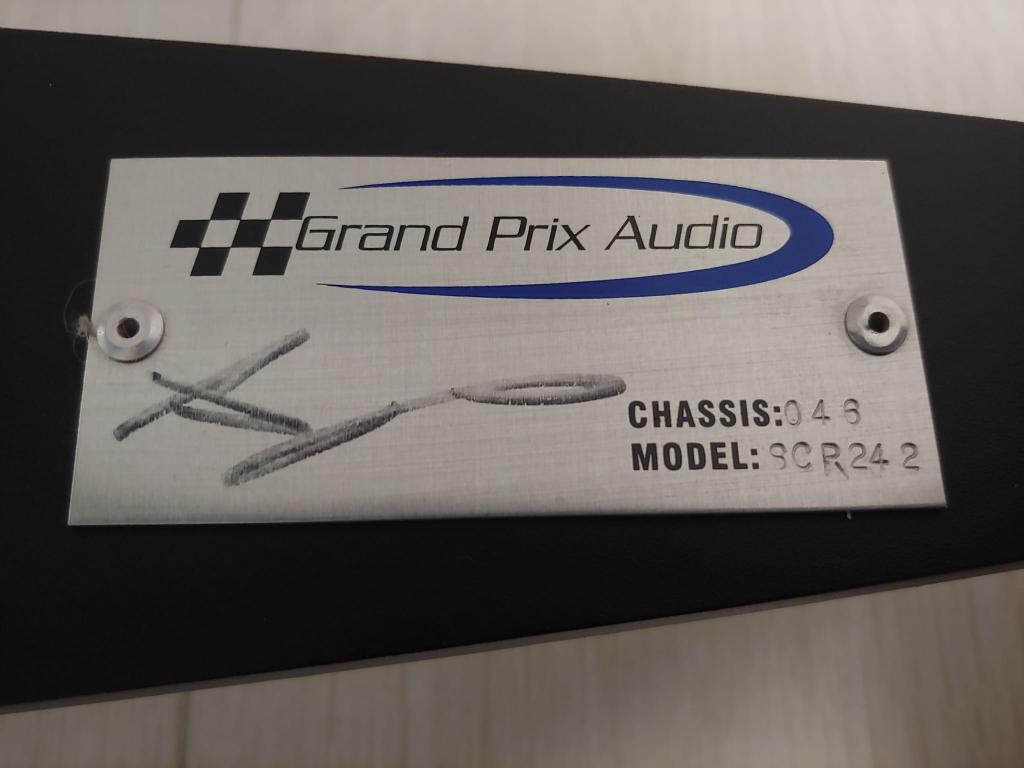 Grand Prix Audio
CHASSIS:046
MODEL: SCR242